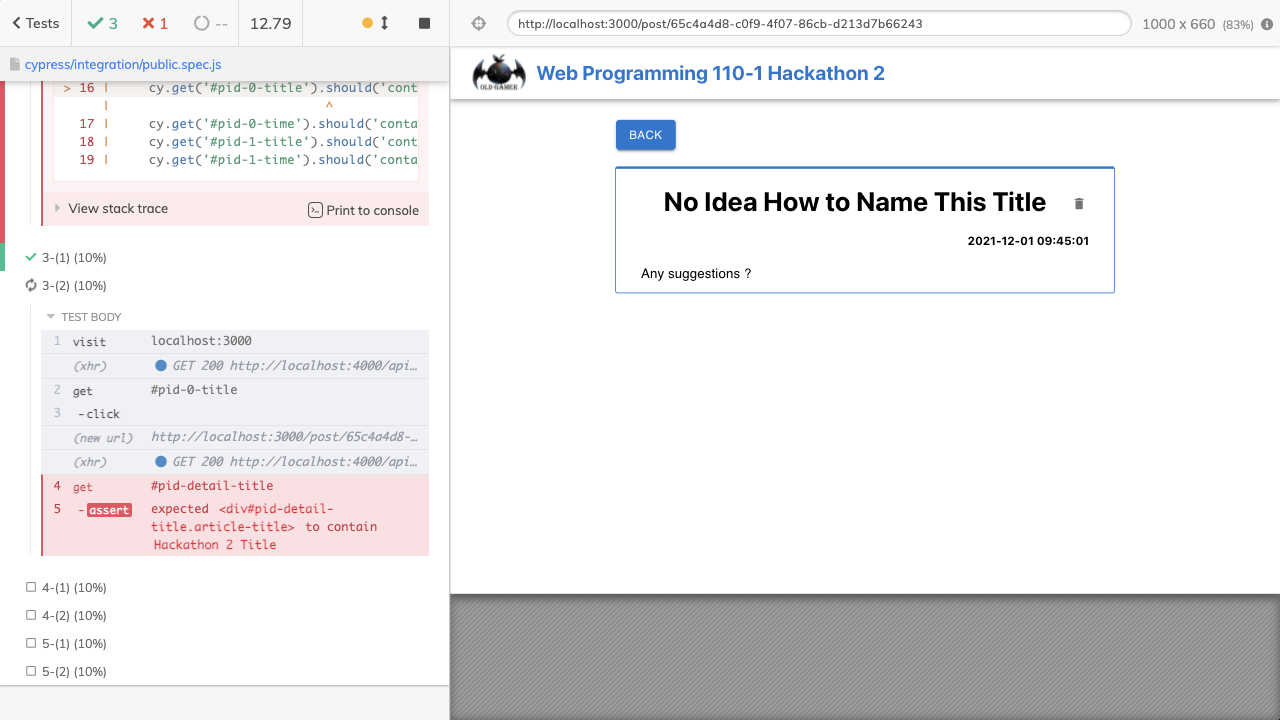 Tests
3
1
--
12.79
http://localhost:3000/post/65c4a4d8-c0f9-4f07-86cb-d213d7b66243
1000 x 660 (83%)
cypress/integration/public.spec.js
OLD GAMER
Web Programming 110-1 Hackathon 2
> 16 | cy.get('#pid-0-title').should('cont
| ^
17 | cy.get('#pid-0-time').should('conta
18 | cy.get('#pid-1-title').should('cont
19 | cy.get('#pid-1-time').should('conta
View stack trace
Print to console
3-(1) (10%)
3-(2) (10%)
TEST BODY
1 visit localhost:3000
(xhr) GET 200 http://localhost:4000/api…
2 get #pid-0-title
3 -click
(new url) http://localhost:3000/post/65c4a4d8-…
(xhr) GET 200 http://localhost:4000/api…
4 get #pid-detail-title
5 -assert expected <div#pid-detail-
title.article-title> to contain
Hackathon 2 Title
4-(1) (10%)
4-(2) (10%)
5-(1) (10%)
5-(2) (10%)
BACK
No Idea How to Name This Title
2021-12-01 09:45:01
Any suggestions ?